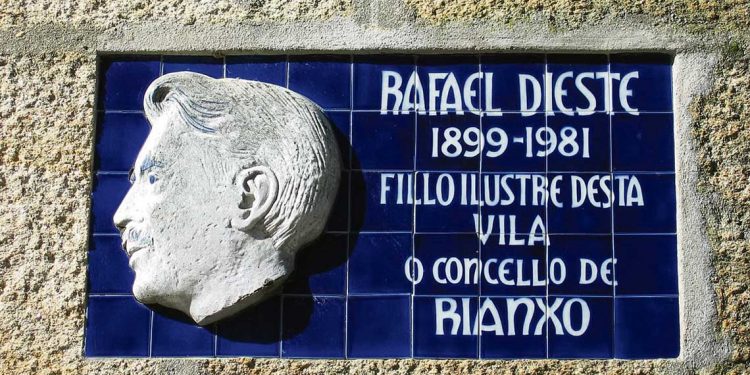 RAFAEL DIESTE
1899-1981
FILLO ILUSTRE DESTA
VILA
O CONCELLO DE
RIANXO